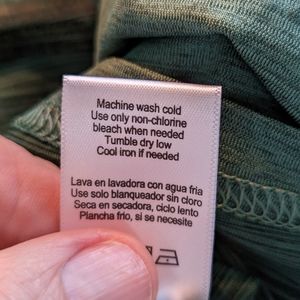 Machine wash cold
Use only non-chlorine
bleach when needed
Tumble dry low
Cool iron if needed
Lava en lavadora con agua fria
Use solo blanqueador sin cloro
Seca en secadora, ciclo lento
Plancha frio, si se necesite